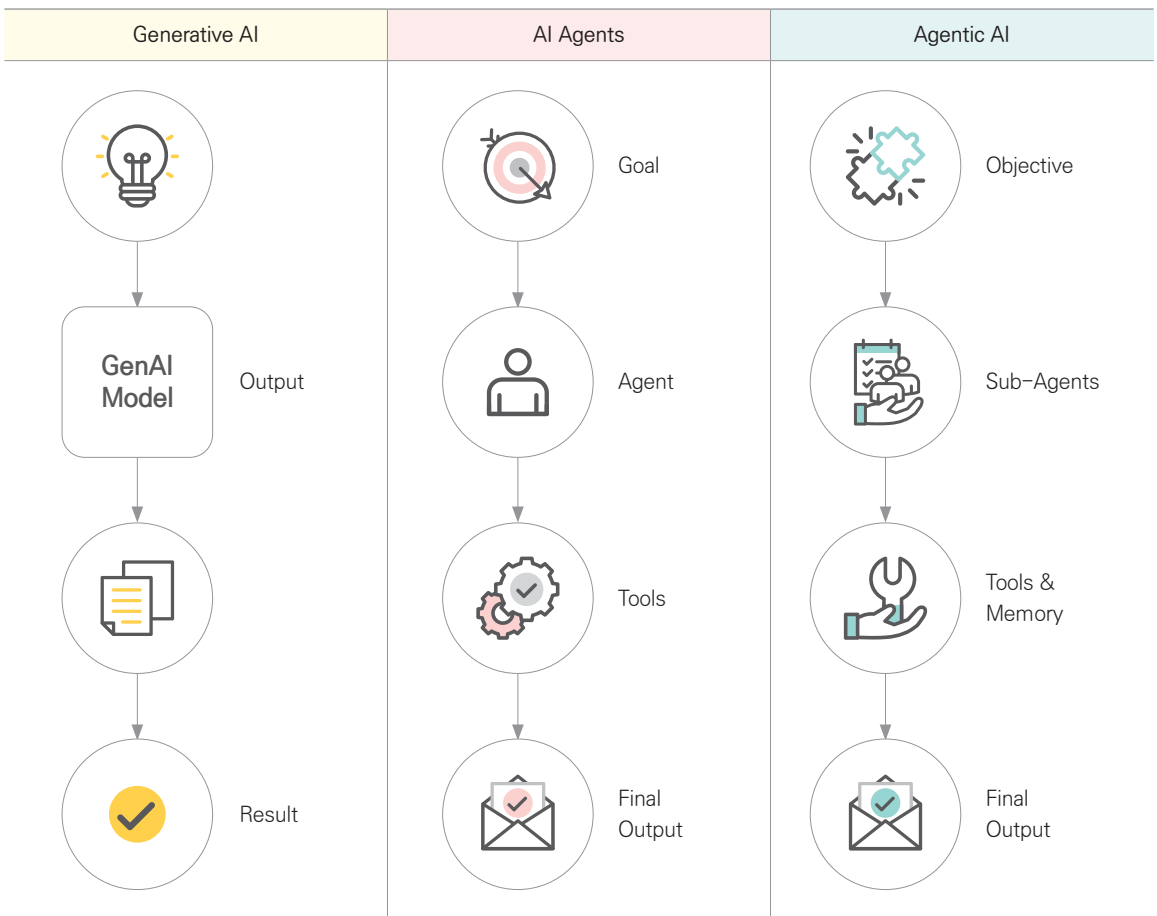 Generative AI
AI Agents
Agentic AI
Goal
Objective
GenAI
Model
Output
Agent
Sub-Agents
Tools
Tools &
Memory
Result
Final
Output
Final
Output